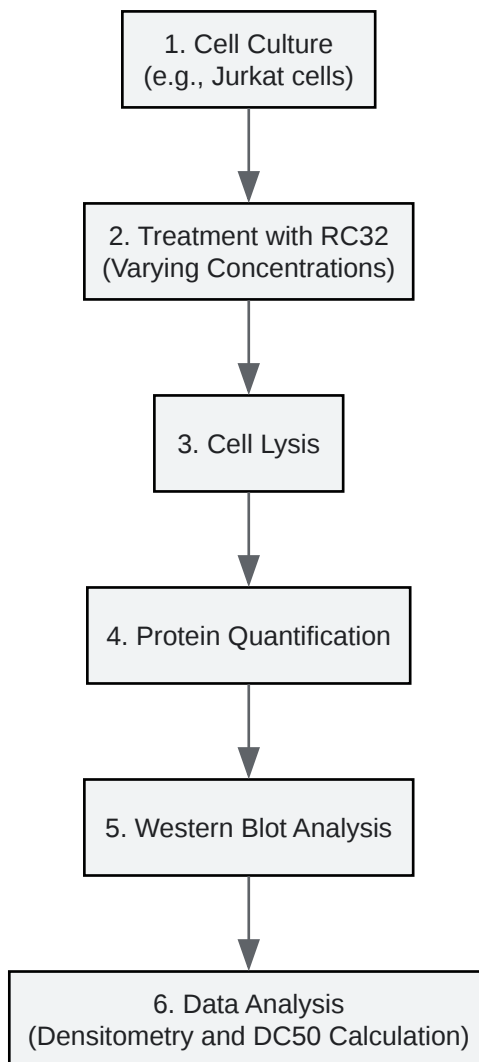 1. Cell Culture
(e.g., Jurkat cells)
2. Treatment with RC32
(Varying Concentrations)
3. Cell Lysis
4. Protein Quantification
5. Western Blot Analysis
6. Data Analysis
(Densitometry and DC50 Calculation)